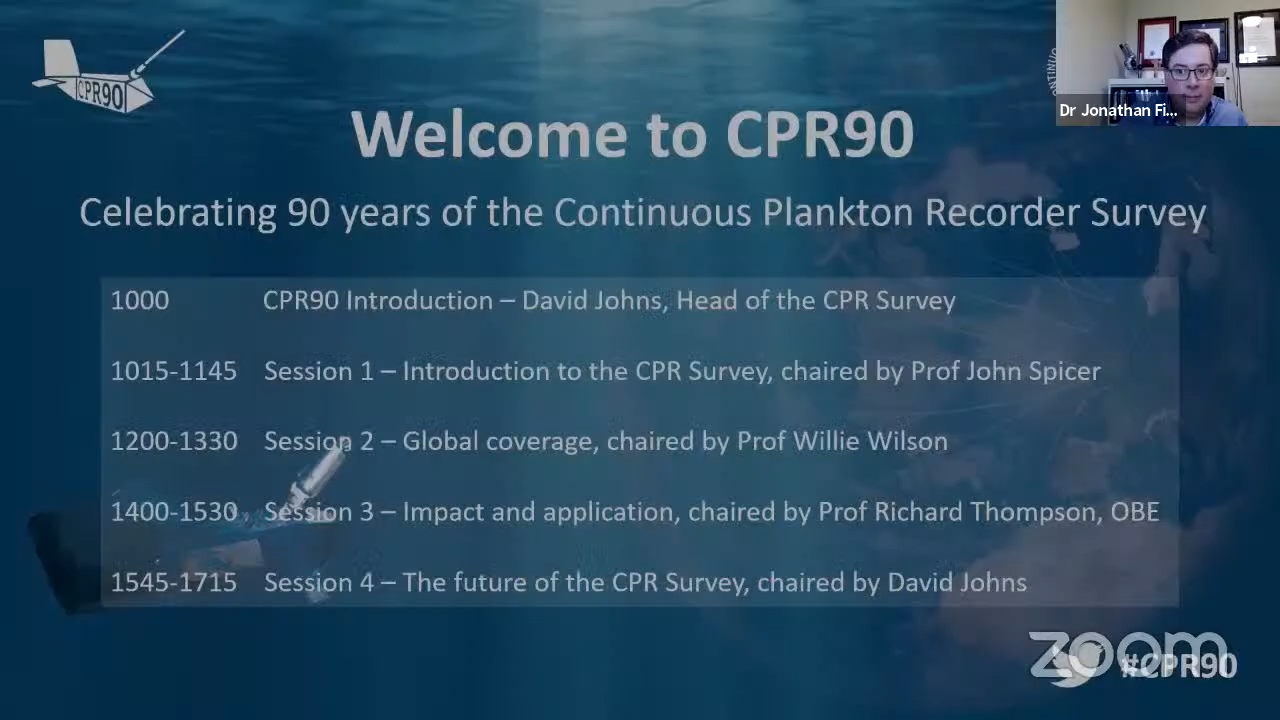 CPR90
Dr Jonathan Fi...
Welcome to CPR90
Celebrating 90 years of the Continuous Plankton Recorder Survey
1000 CPR90 Introduction – David Johns, Head of the CPR Survey
1015-1145 Session 1 – Introduction to the CPR Survey, chaired by Prof John Spicer
1200-1330 Session 2 – Global coverage, chaired by Prof Willie Wilson
1400-1530 Session 3 – Impact and application, chaired by Prof Richard Thompson, OBE
1545-1715 Session 4 – The future of the CPR Survey, chaired by David Johns
zoom
#CPR90